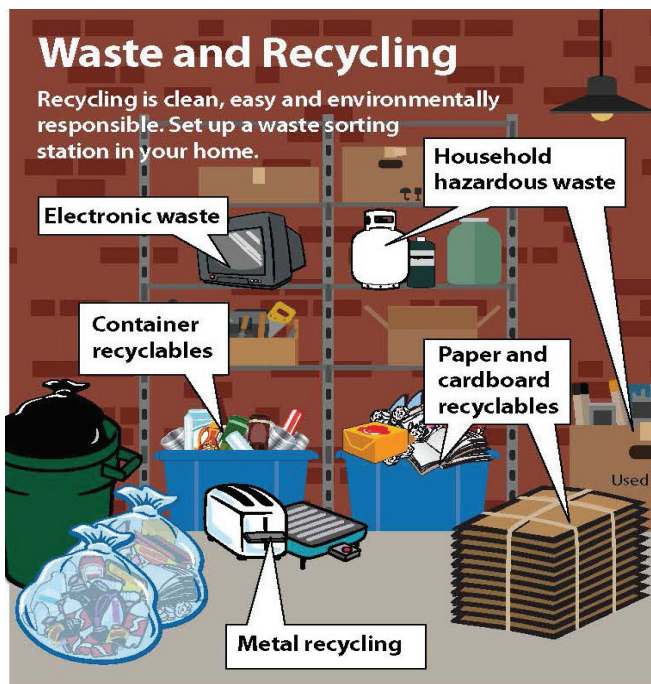 Waste and Recycling
Recycling is clean, easy and environmentally
responsible. Set up a waste sorting
station in your home.
Household
hazardous waste
Electronic waste
Container
recyclables
Paper and
cardboard
recyclables
Used
Metal recycling